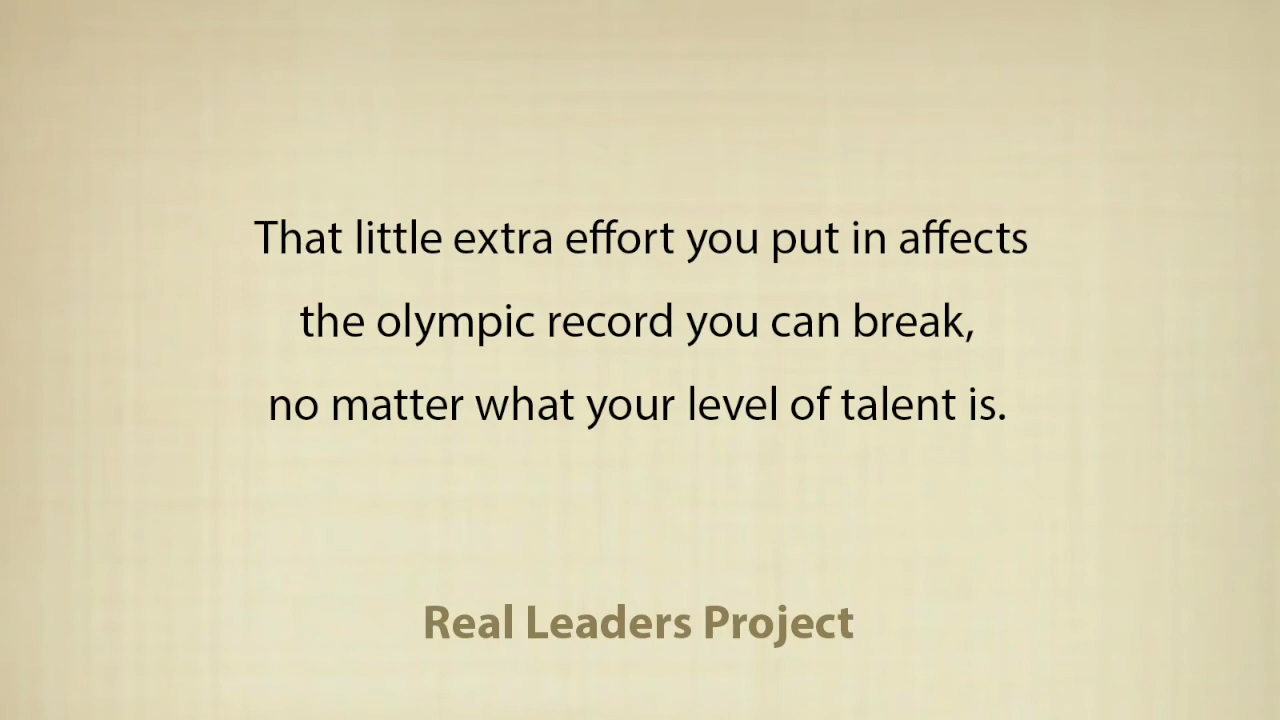 That little extra effort you put in affects
the olympic record you can break,
no matter what your level of talent is.
Real Leaders Project